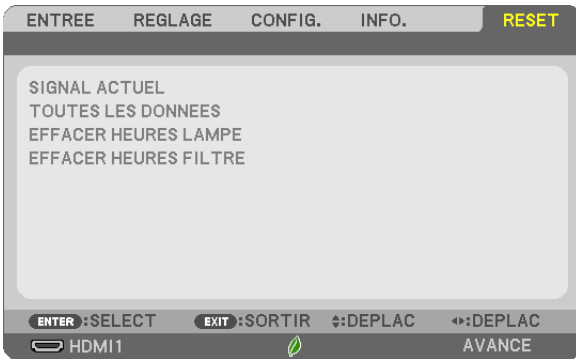 ENTREE REGLAGE CONFIG. INFO. RESET
SIGNAL ACTUEL
TOUTES LES DONNEES
EFFACER HEURES LAMPE
EFFACER HEURES FILTRE
ENTER :SELECT EXIT :SORTIR :DEPLAC :DEPLAC
HDMI1 AVANCE